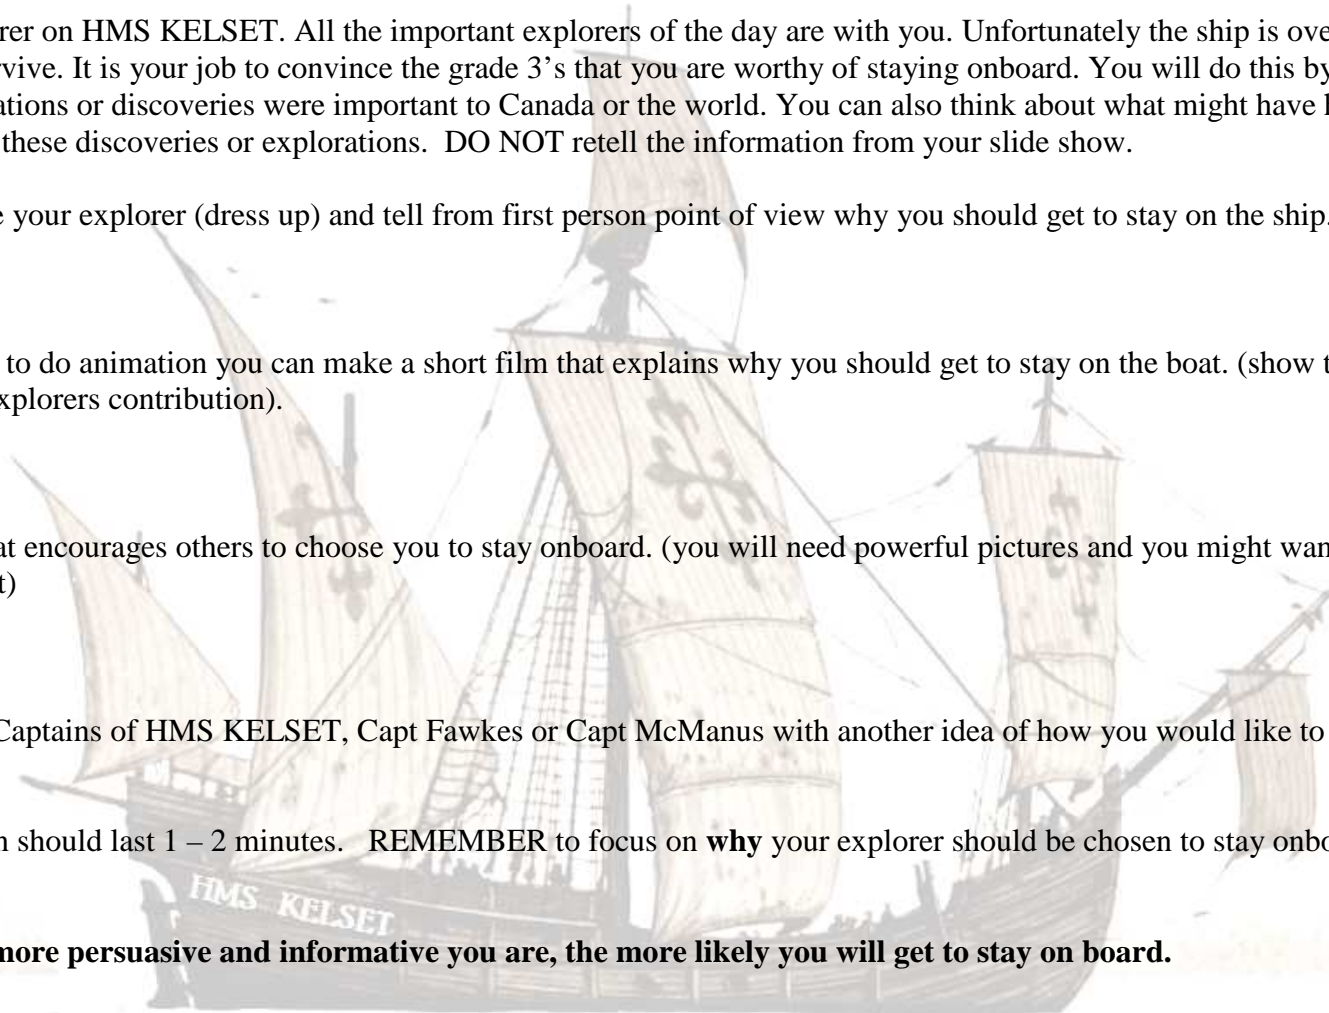 rer on HMS KELSET. All the important explorers of the day are with you. Unfortunately the ship is ove
rvive. It is your job to convince the grade 3’s that you are worthy of staying onboard. You will do this by
ations or discoveries were important to Canada or the world. You can also think about what might have h
these discoveries or explorations.  DO NOT retell the information from your slide show.
e your explorer (dress up) and tell from first person point of view why you should get to stay on the ship.
to do animation you can make a short film that explains why you should get to stay on the boat. (show t
xplorers contribution).
at encourages others to choose you to stay onboard. (you will need powerful pictures and you might wan
t)
Captains of HMS KELSET, Capt Fawkes or Capt McManus with another idea of how you would like to
n should last 1 – 2 minutes.   REMEMBER to focus on why your explorer should be chosen to stay onbo
HMS KELSET
more persuasive and informative you are, the more likely you will get to stay on board.